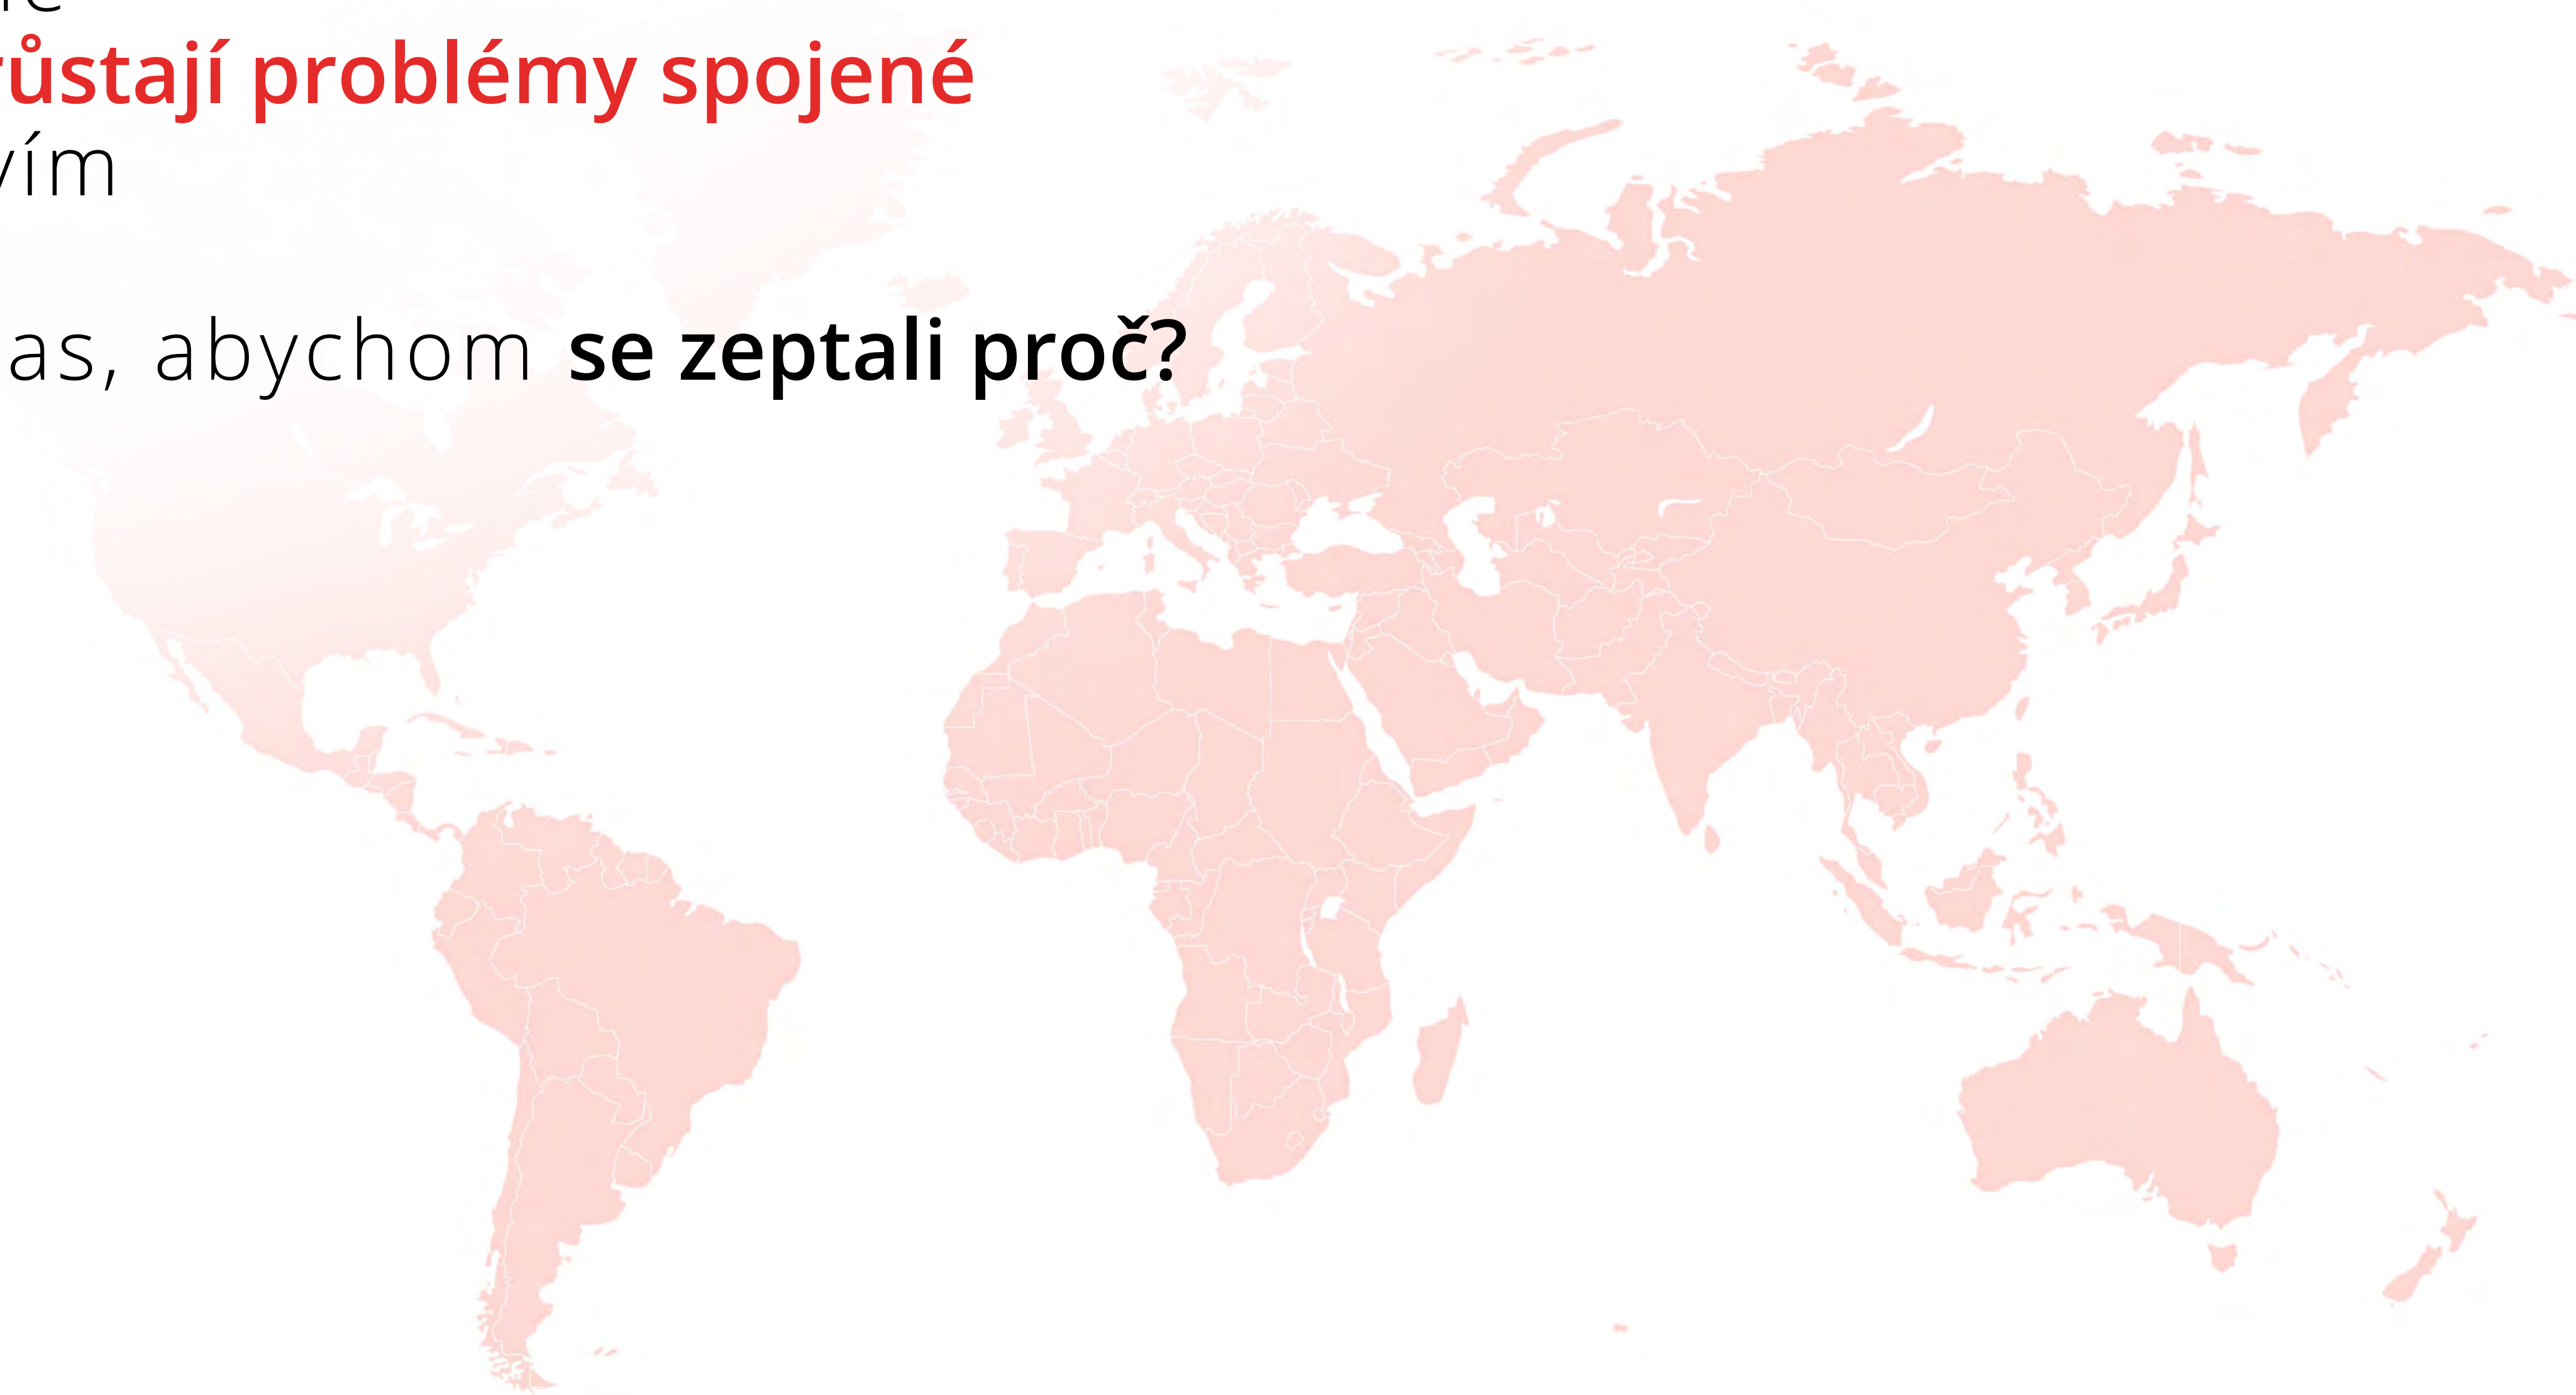 růstají problémy spojené
vím
as, abychom se zeptali proč?